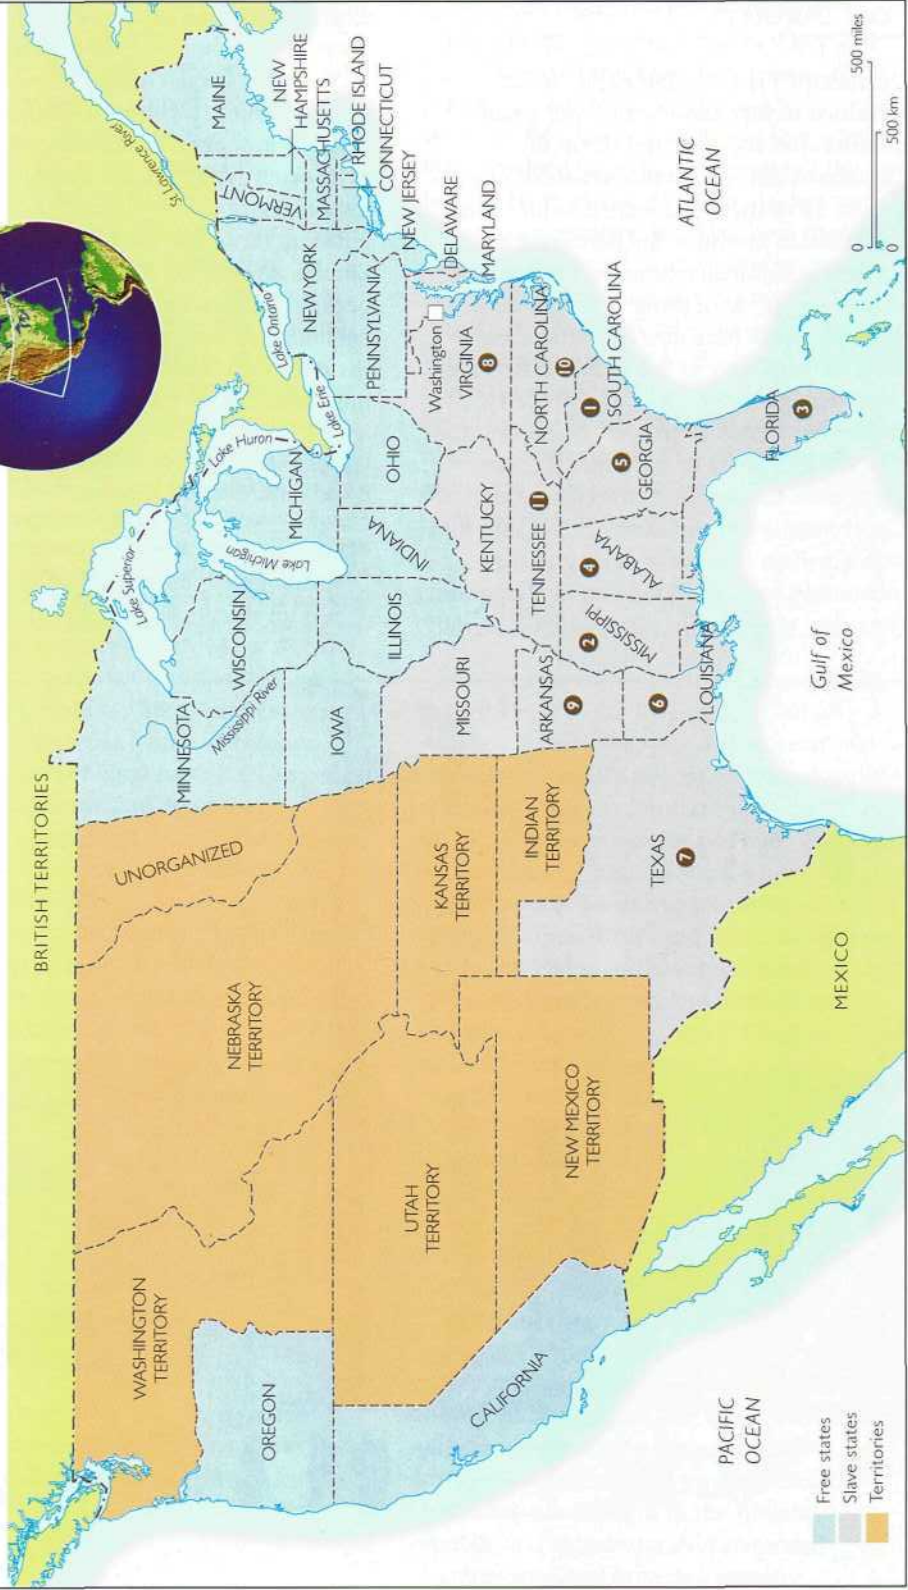 BRITISH TERRITORIES
WASHINGTON
TERRITORY
OREGON
CALIFORNIA
NEBRASKA
TERRITORY
UNORGANIZED
UTAH
TERRITORY
NEW MEXICO
TERRITORY
KANSAS
TERRITORY
INDIAN
TERRITORY
TEXAS
7
MINNESOTA
Mississippi River
WISCONSIN
IOWA
ILLINOIS
MISSOURI
ARKANSAS
9
6
LOUISIANA
Lake Superior
Lake Michigan
Lake Huron
Lake Erie
Lake Ontario
St Lawrence River
MICHIGAN
INDIANA
OHIO
KENTUCKY
TENNESSEE
11
2
MISSISSIPPI
4
ALABAMA
5
GEORGIA
FLORIDA
3
1
SOUTH CAROLINA
NORTH CAROLINA
10
VIRGINIA
8
Washington
PENNSYLVANIA
NEW YORK
VERMONT
MAINE
NEW
HAMPSHIRE
MASSACHUSETTS
RHODE ISLAND
CONNECTICUT
NEW JERSEY
DELAWARE
MARYLAND
ATLANTIC
OCEAN
Gulf of
Mexico
MEXICO
PACIFIC
OCEAN
Free states
Slave states
Territories
0
500 miles
0
500 km